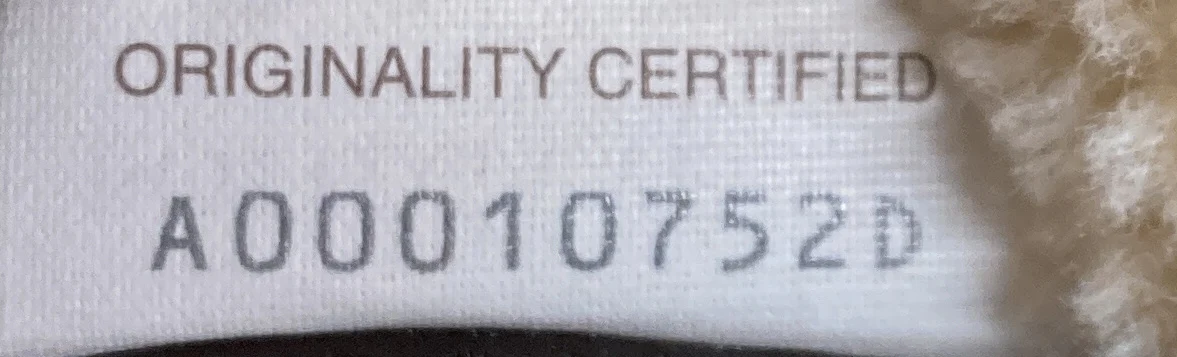 ORIGINALITY CERTIFIED
A00010752D